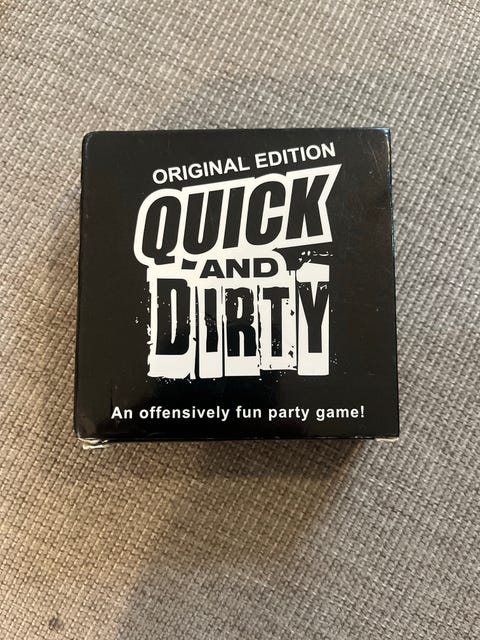 ORIGINAL EDITION
QUICK
AND
DIRTY
An offensively fun party game!